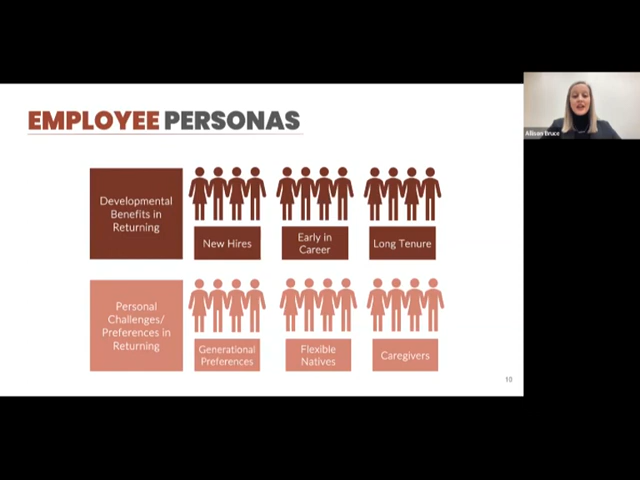 EMPLOYEE PERSONAS
Allison Bruce
Developmental
Benefits in
Returning
New Hires
Early in
Career
Long Tenure
Personal
Challenges/
Preferences in
Returning
Generational
Preferences
Flexible
Natives
Caregivers
10